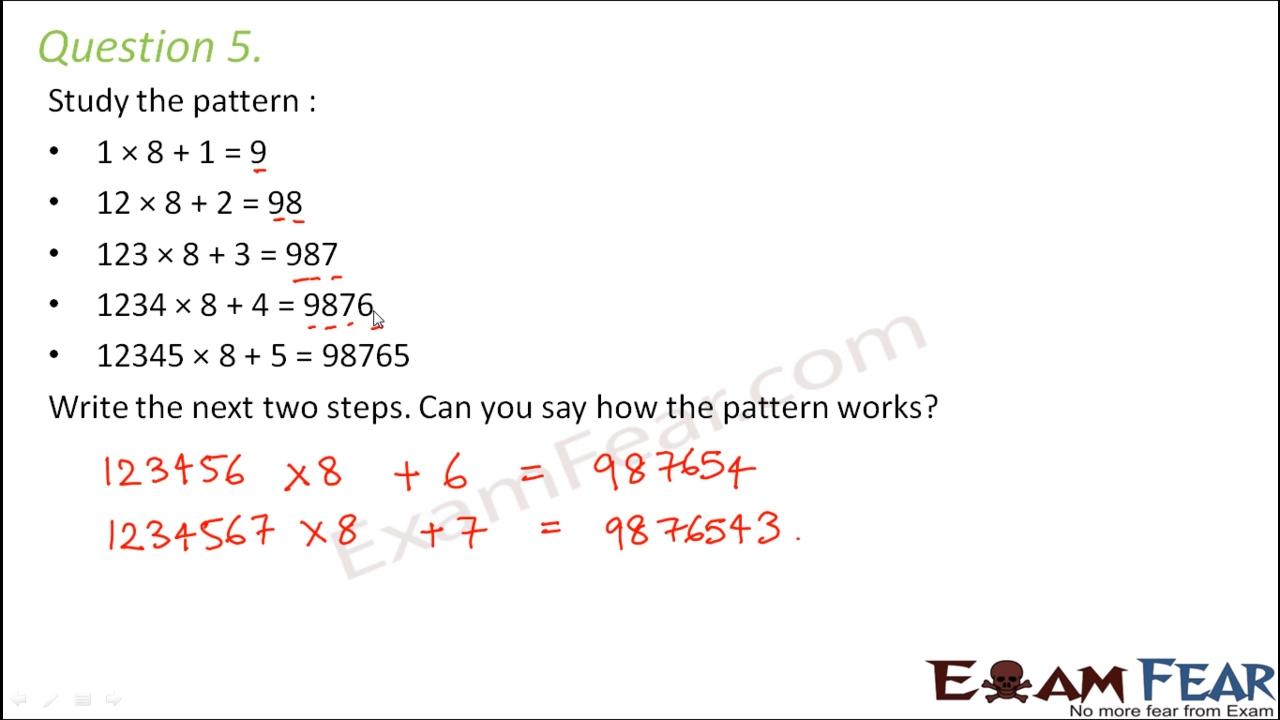 Question 5.
Study the pattern :
• 1 × 8 + 1 = 9
• 12 × 8 + 2 = 98
• 123 × 8 + 3 = 987
• 1234 × 8 + 4 = 9876
• 12345 × 8 + 5 = 98765
Write the next two steps. Can you say how the pattern works?
123456 ×8 + 6 = 987654
1234567 ×8 + 7 = 9876543.
ExamFear.com
EXAMFEAR
No more fear from Exam